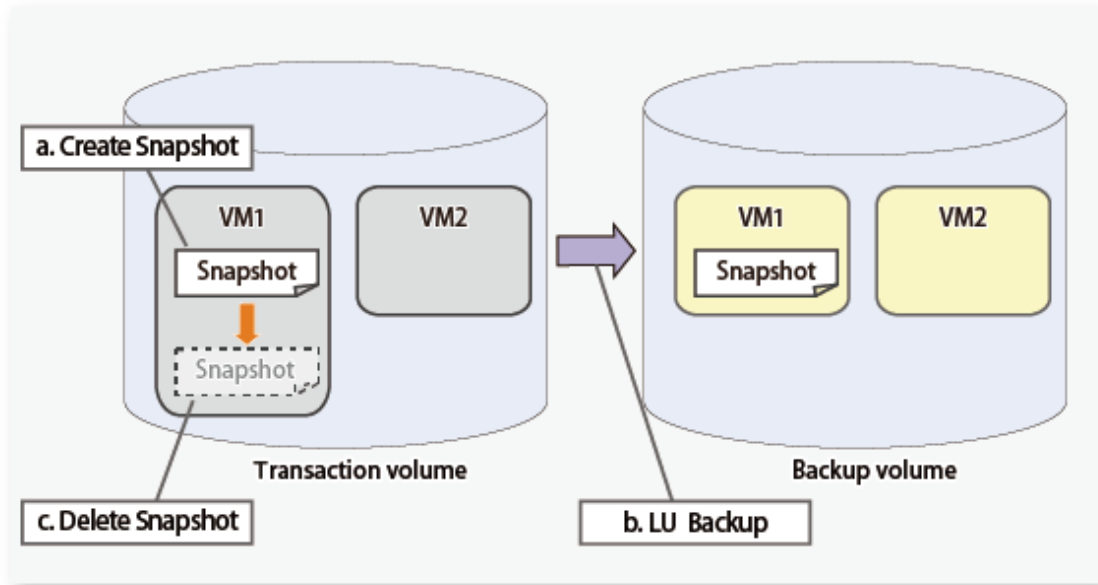 a. Create Snapshot
VM1
VM2
Snapshot
Snapshot
Transaction volume
c. Delete Snapshot
VM1
VM2
Snapshot
Backup volume
b. LU Backup